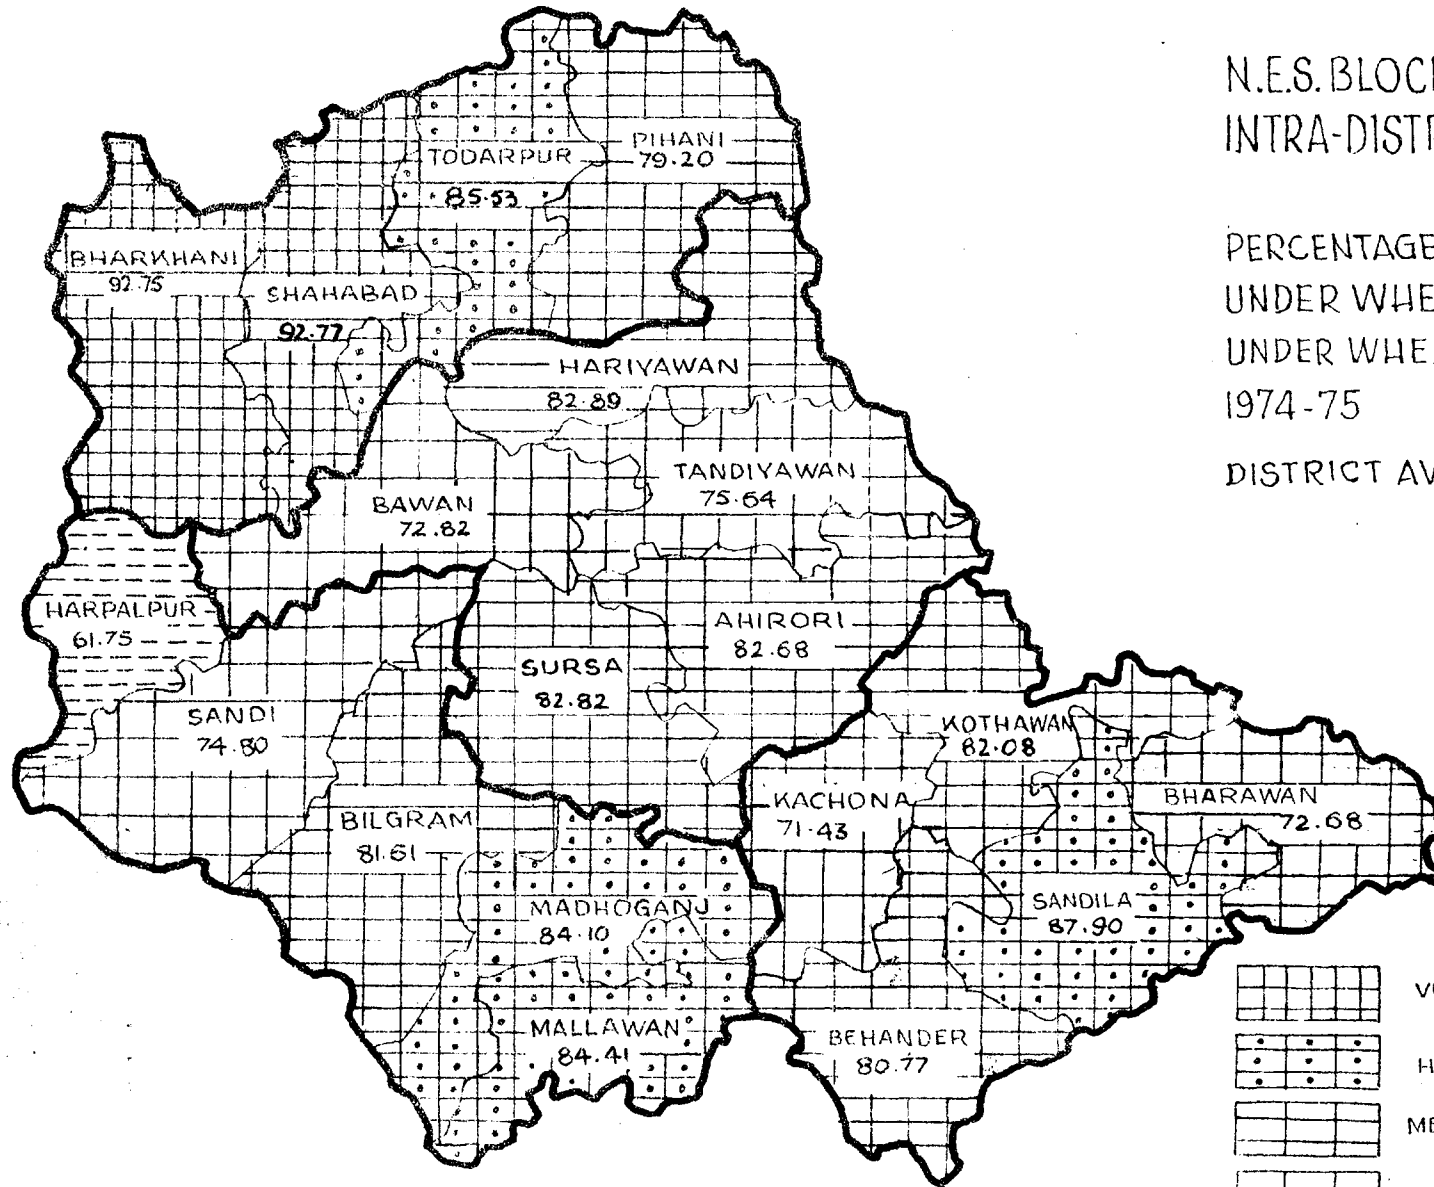 N.E.S. BLOC
INTRA-DISTR
PERCENTAGE
UNDER WHE
UNDER WHE
1974-75
DISTRICT AV
PIHANI
79.20
TODARPUR
85.53
BHARKHANI
92.75
SHAHABAD
92.77
HARIYAWAN
82.89
TANDIYAWAN
75.64
BAWAN
72.82
HARPALPUR
61.75
AHIRORI
82.68
SURSA
82.82
SANDI
74.80
KOTHAWAN
82.08
KACHONA
71.43
BHARAWAN
72.68
BILGRAM
81.61
SANDILA
87.90
MADHOGANJ
84.10
MALLAWAN
84.41
BEHANDER
80.77
V
H
ME